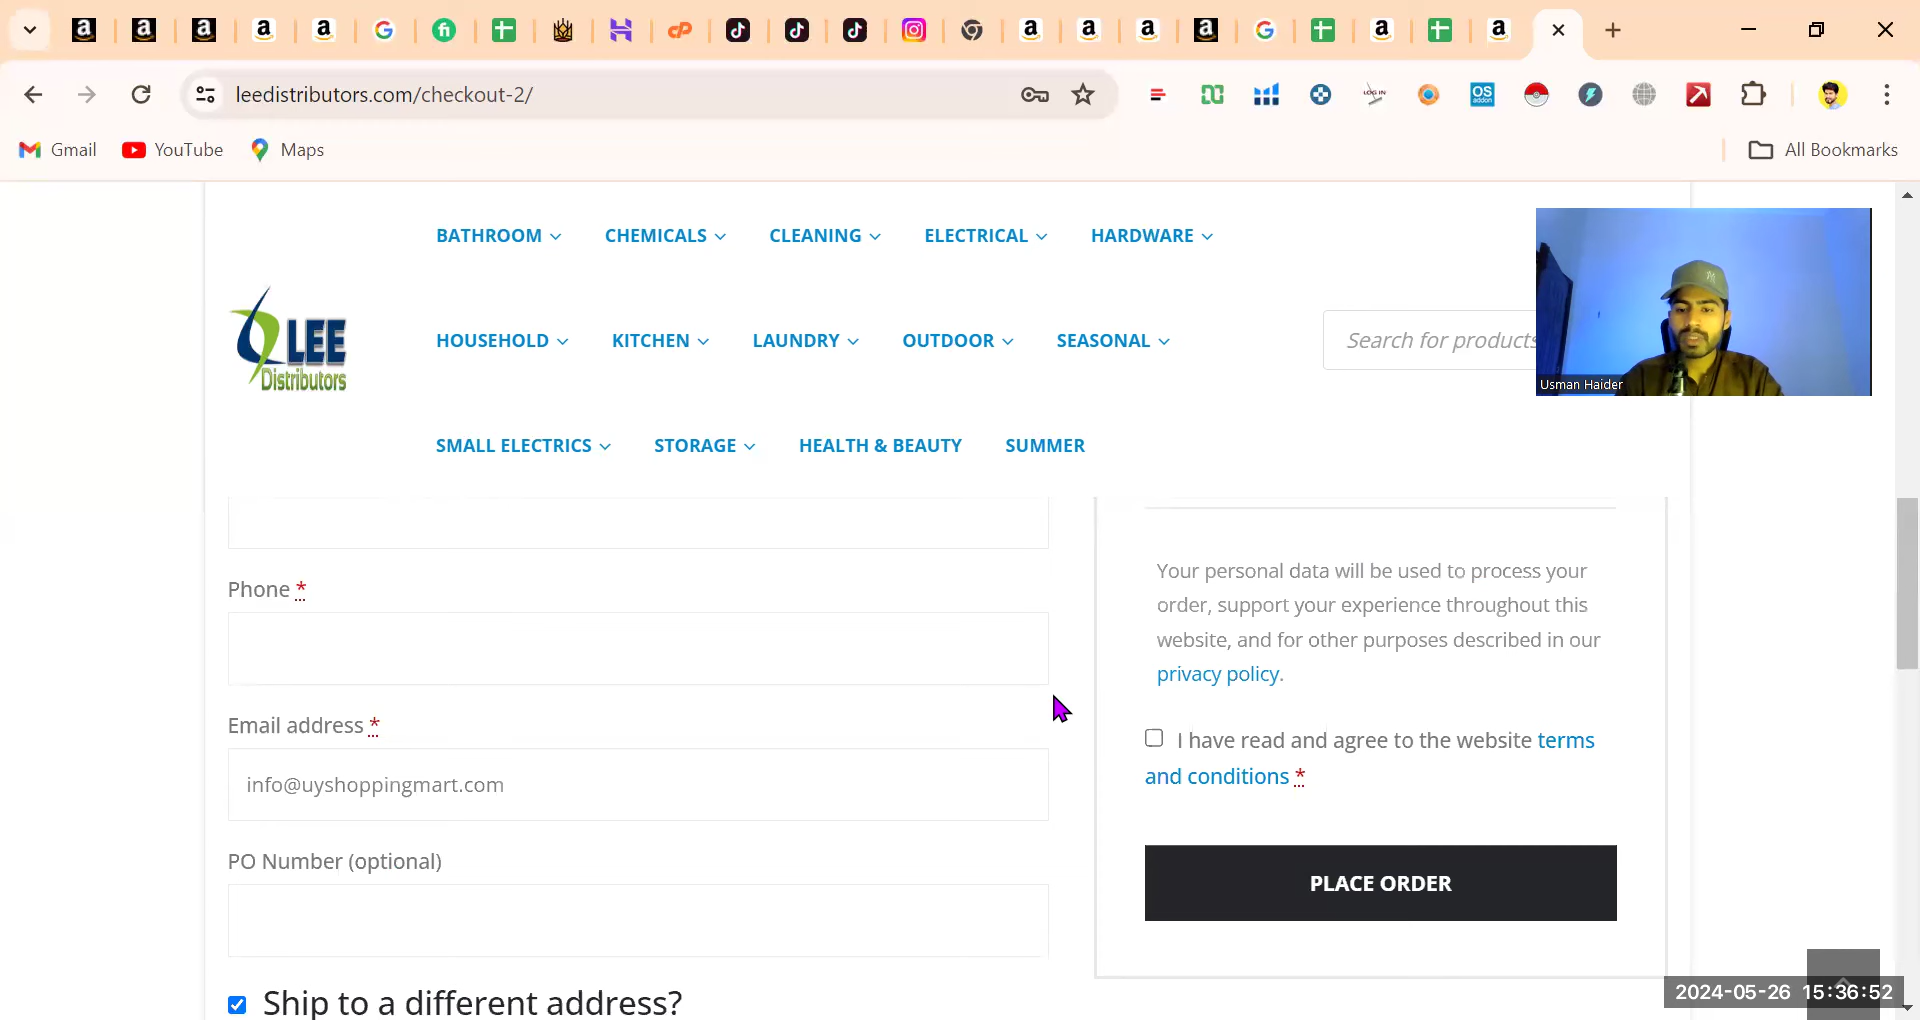 leedistributors.com/checkout-2/
LOG IN
OS
addon
Gmail
YouTube
Maps
All Bookmarks
BATHROOM
CHEMICALS
CLEANING
ELECTRICAL
HARDWARE
LEE
Distributors
HOUSEHOLD
KITCHEN
LAUNDRY
OUTDOOR
SEASONAL
Search for products
Usman Haider
SMALL ELECTRICS
STORAGE
HEALTH & BEAUTY
SUMMER
Phone *
Email address *
info@uyshoppingmart.com
PO Number (optional)
Ship to a different address?
Your personal data will be used to process your
order, support your experience throughout this
website, and for other purposes described in our
privacy policy.
I have read and agree to the website terms
and conditions *
PLACE ORDER
2024-05-26 15:36:52